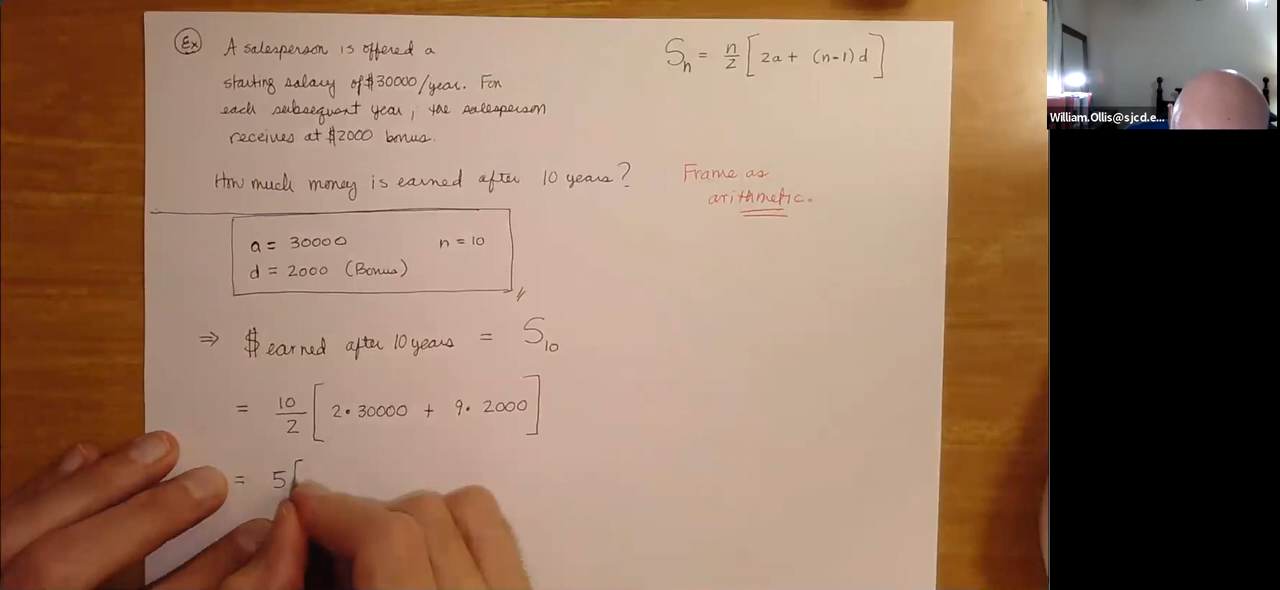 Ex A salesperson is offered a
starting salary of $30000/year. For
each subsequent year, the salesperson
receives at $2000 bonus.
How much money is earned after 10 years?
a = 30000 n = 10
d = 2000 (Bonus)
⇒ $ earned after 10 years = S₁₀
= 10/2 [ 2 • 30000 + 9 • 2000 ]
= 5 [
Sₙ = n/2 [ 2a + (n-1) d ]
Frame as
arithmetic.
William.Ollis@sjcd.e...